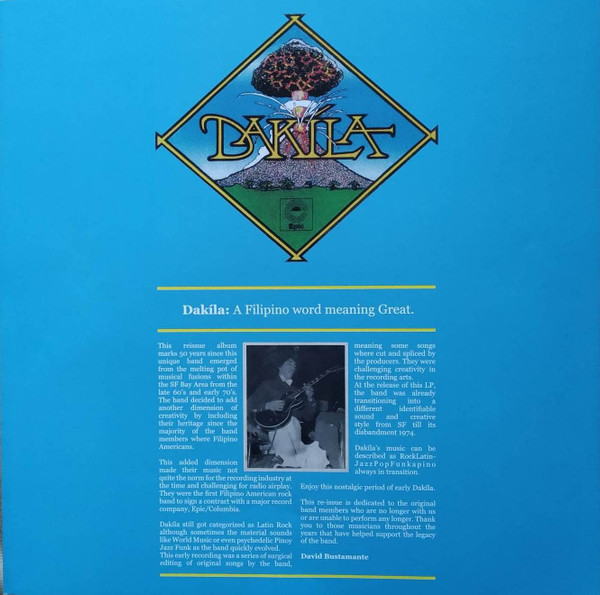 DAKÍLA
Epic
Dakíla: A Filipino word meaning Great.
This reissue album
marks 50 years since this
unique band emerged
from the melting pot of
musical fusions within
the SF Bay Area from the
late 60's and early 70's.
The band decided to add
another dimension of
creativity by including
their heritage since the
majority of the band
members where Filipino
Americans.
This added dimension
made their music not
quite the norm for the recording industry at
the time and challenging for radio airplay.
They were the first Filipino American rock
band to sign a contract with a major record
company, Epic/Columbia.
Dakíla still got categorized as Latin Rock
although sometimes the material sounds
like World Music or even psychedelic Pinoy
Jazz Funk as the band quickly evolved.
This early recording was a series of surgical
editing of original songs by the band,
meaning some songs
where cut and spliced by
the producers. They were
challenging creativity in
the recording arts.
At the release of this LP,
the band was already
transitioning into a
different identifiable
sound and creative
style from SF till its
disbandment 1974.
Dakíla's music can be
described as RockLatin-
JazzPopFunkapino
always in transition.
Enjoy this nostalgic period of early Dakíla.
This re-issue is dedicated to the original
band members who are no longer with us
or are unable to perform any longer. Thank
you to those musicians throughout the
years that have helped support the legacy
of the band.
David Bustamante